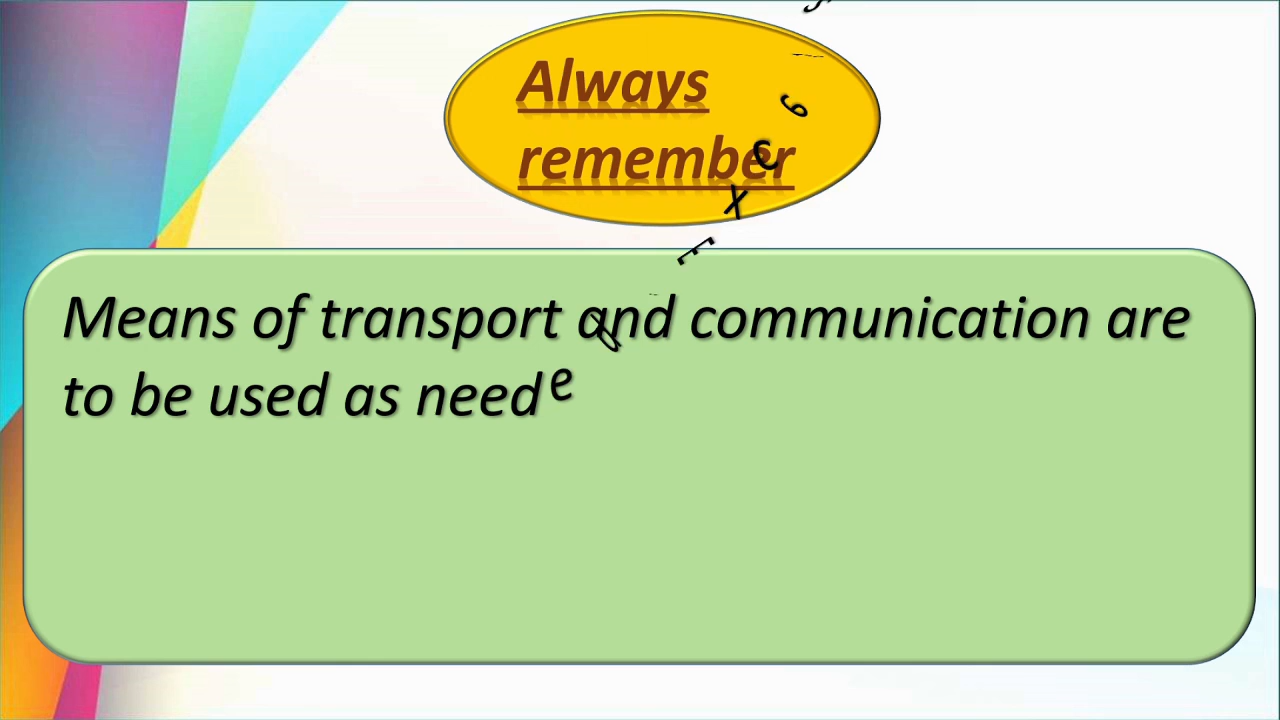 Always
remember
Means of transport and communication are
to be used as neede